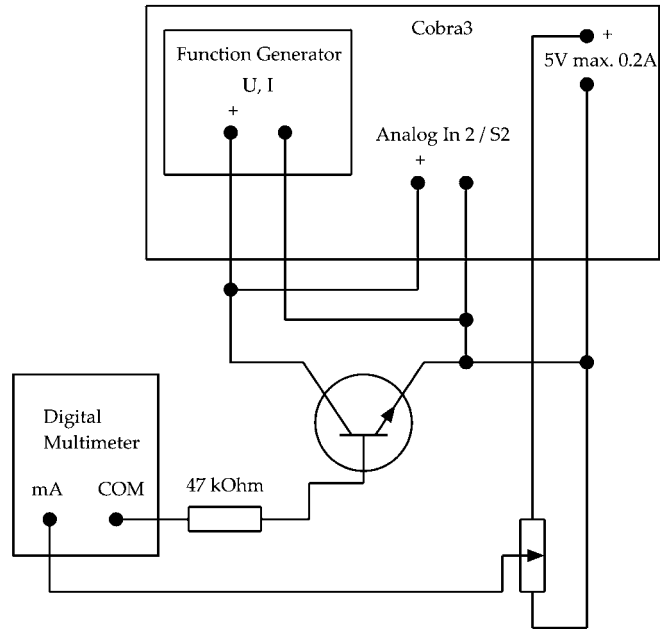 Cobra3
Function Generator
U, I
+
+
5V max. 0.2A
Analog In 2 / S2
+
Digital
Multimeter
mA
COM
47 kOhm